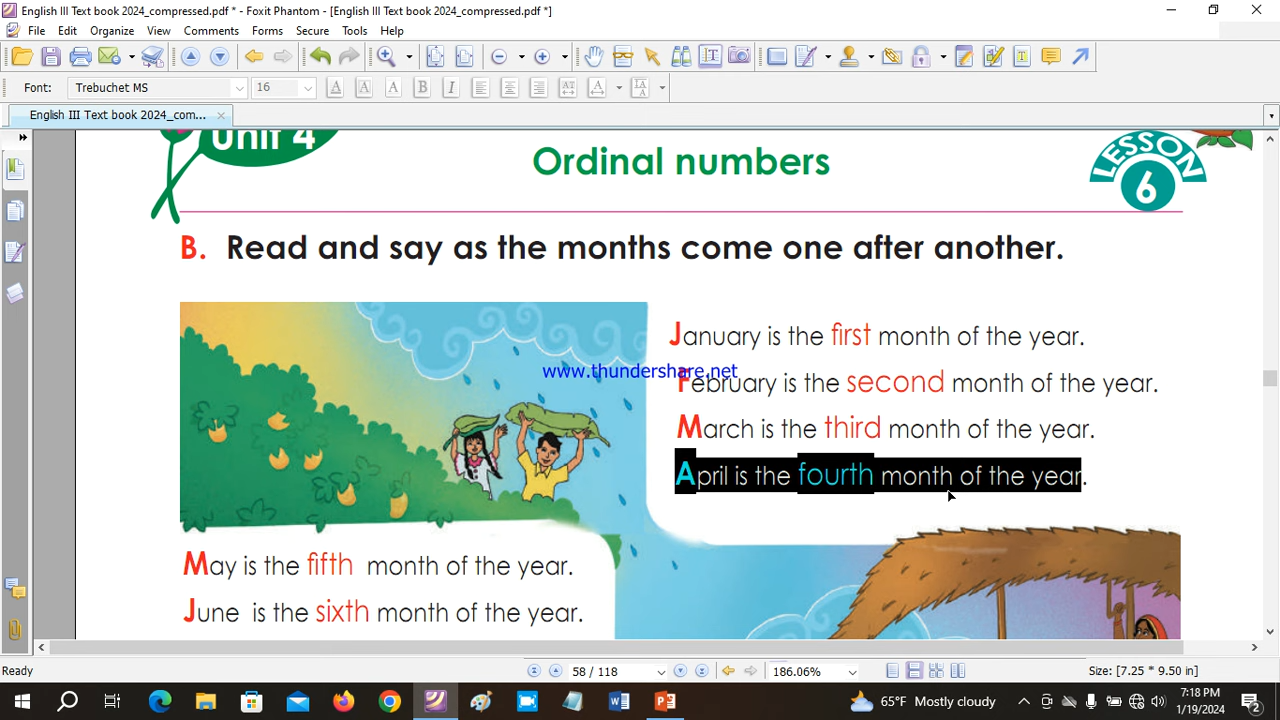 English III Text book 2024_compressed.pdf * - Foxit Phantom - [English III Text book 2024_compressed.pdf *]
File Edit Organize View Comments Forms Secure Tools Help
Font: Trebuchet MS 16
English III Text book 2024_com...
Unit 4
Ordinal numbers
LESSON 6
B. Read and say as the months come one after another.
January is the first month of the year.
www.thundershare.net
February is the second month of the year.
March is the third month of the year.
April is the fourth month of the year.
May is the fifth month of the year.
June is the sixth month of the year.
Ready 58 / 118 186.06% Size: [7.25 * 9.50 in]
65°F Mostly cloudy 7:18 PM
1/19/2024
2